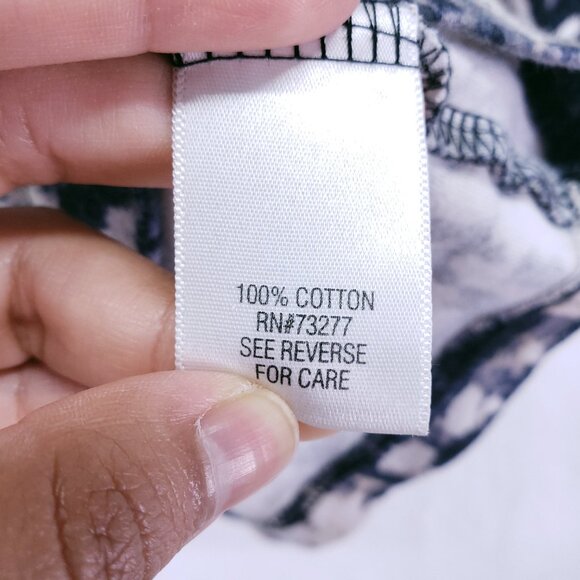 100% COTTON
RN#73277
SEE REVERSE
FOR CARE